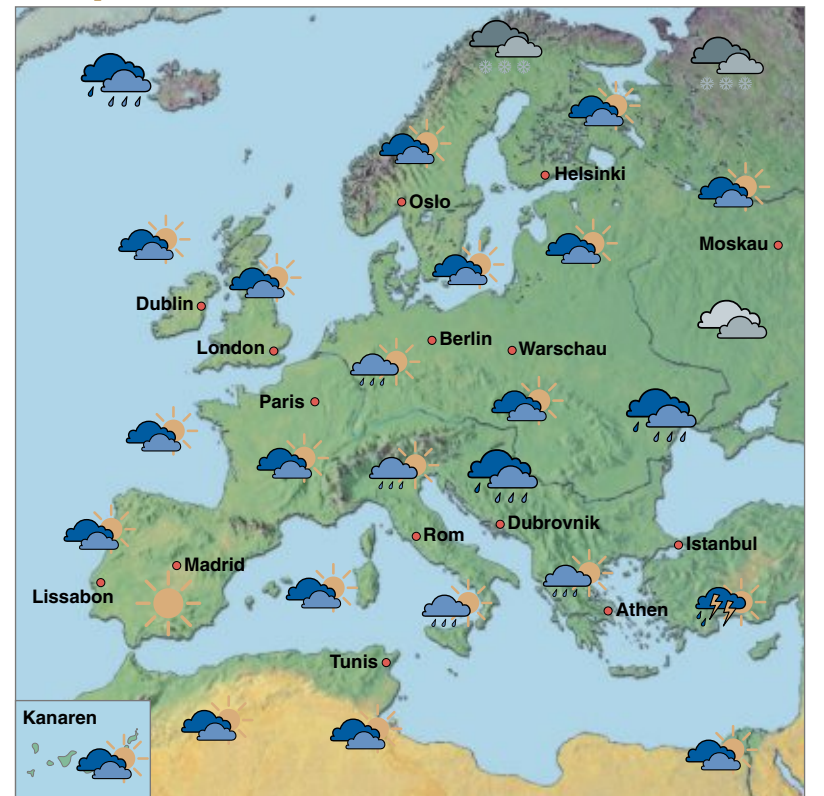 Helsinki
Oslo
Moskau
Dublin
London
Berlin
Warschau
Paris
Dubrovnik
Rom
Istanbul
Madrid
Lissabon
Athen
Tunis
Kanaren